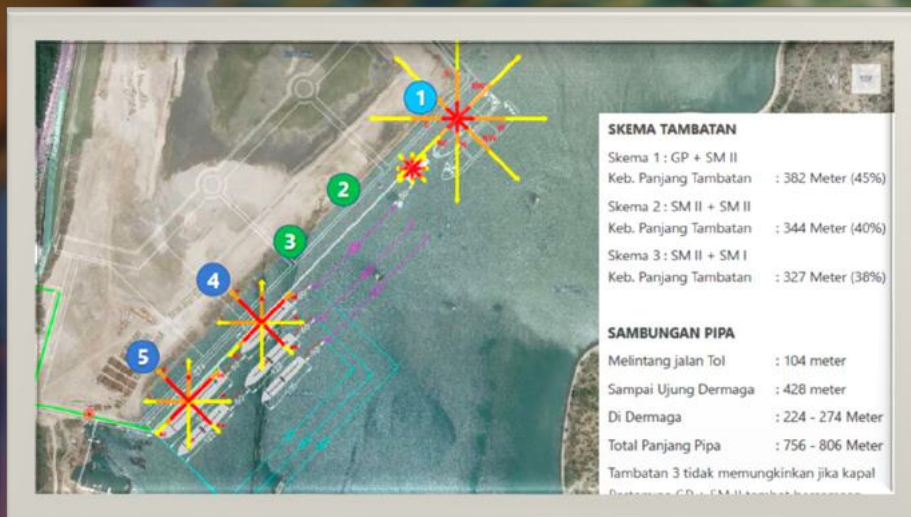 1
2
3
4
5
SKEMA TAMBATAN
Skema 1 : GP + SM II
Keb. Panjang Tambatan : 382 Meter (45%)
Skema 2 : SM II + SM II
Keb. Panjang Tambatan : 344 Meter (40%)
Skema 3 : SM II + SM I
Keb. Panjang Tambatan : 327 Meter (38%)
SAMBUNGAN PIPA
Melintang jalan Tol : 104 meter
Sampai Ujung Dermaga : 428 meter
Di Dermaga : 224 - 274 Meter
Total Panjang Pipa : 756 - 806 Meter
Tambatan 3 tidak memungkinkan jika kapal